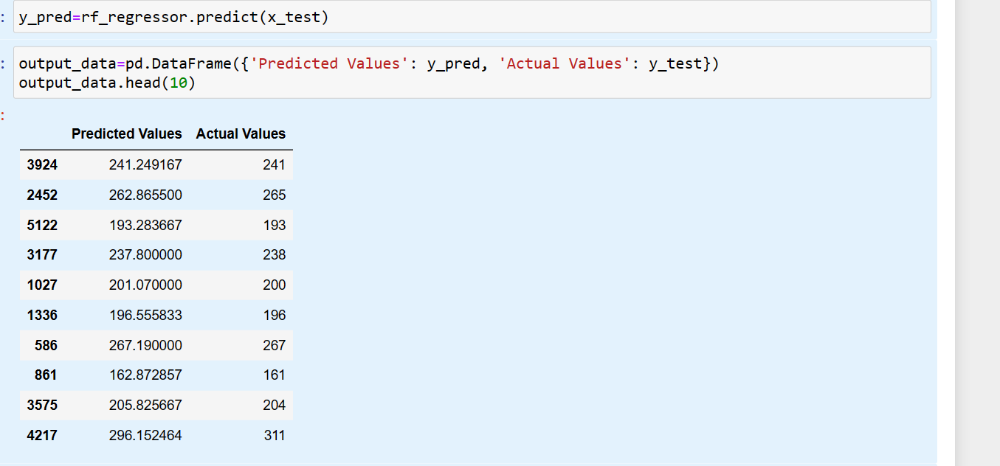 : y_pred=rf_regressor.predict(x_test)
: output_data=pd.DataFrame({'Predicted Values': y_pred, 'Actual Values': y_test})
output_data.head(10)
:
Predicted Values Actual Values
3924 241.249167 241
2452 262.865500 265
5122 193.283667 193
3177 237.800000 238
1027 201.070000 200
1336 196.555833 196
586 267.190000 267
861 162.872857 161
3575 205.825667 204
4217 296.152464 311